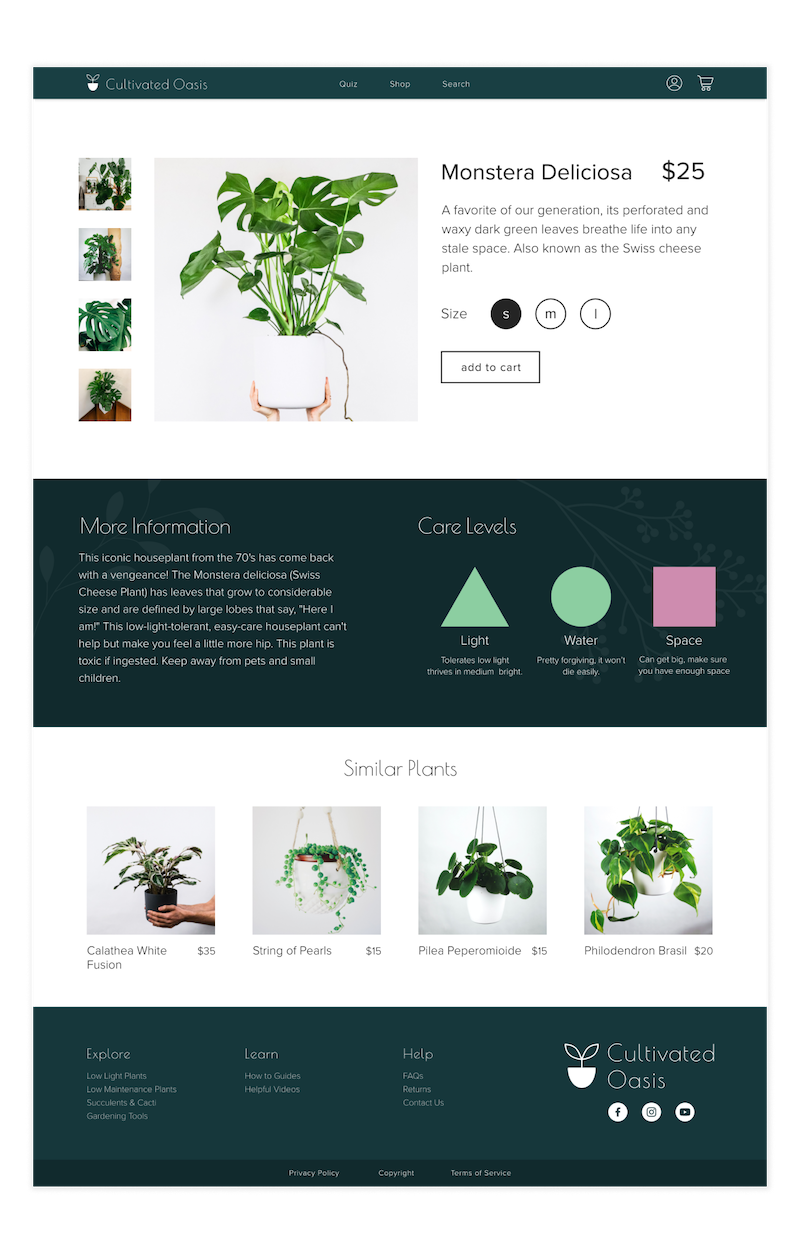 Cultivated Oasis
Quiz
Shop
Search
Monstera Deliciosa
$25
A favorite of our generation, its perforated and
waxy dark green leaves breathe life into any
stale space. Also known as the Swiss cheese
plant.
Size
s
m
l
add to cart
More Information
This iconic houseplant from the 70's has come back
with a vengeance! The Monstera deliciosa (Swiss
Cheese Plant) has leaves that grow to considerable
size and are defined by large lobes that say, "Here I
am!" This low-light-tolerant, easy-care houseplant can't
help but make you feel a little more hip. This plant is
toxic if ingested. Keep away from pets and small
children.
Care Levels
Light
Tolerates low light
thrives in medium bright.
Water
Pretty forgiving, it won't
die easily.
Space
Can get big, make sure
you have enough space
Similar Plants
Calathea White
Fusion
$35
String of Pearls
$15
Pilea Peperomioide
$15
Philodendron Brasil
$20
Explore
Low Light Plants
Low Maintenance Plants
Succulents & Cacti
Gardening Tools
Learn
How to Guides
Helpful Videos
Help
FAQs
Returns
Contact Us
Cultivated
Oasis
Privacy Policy
Copyright
Terms of Service